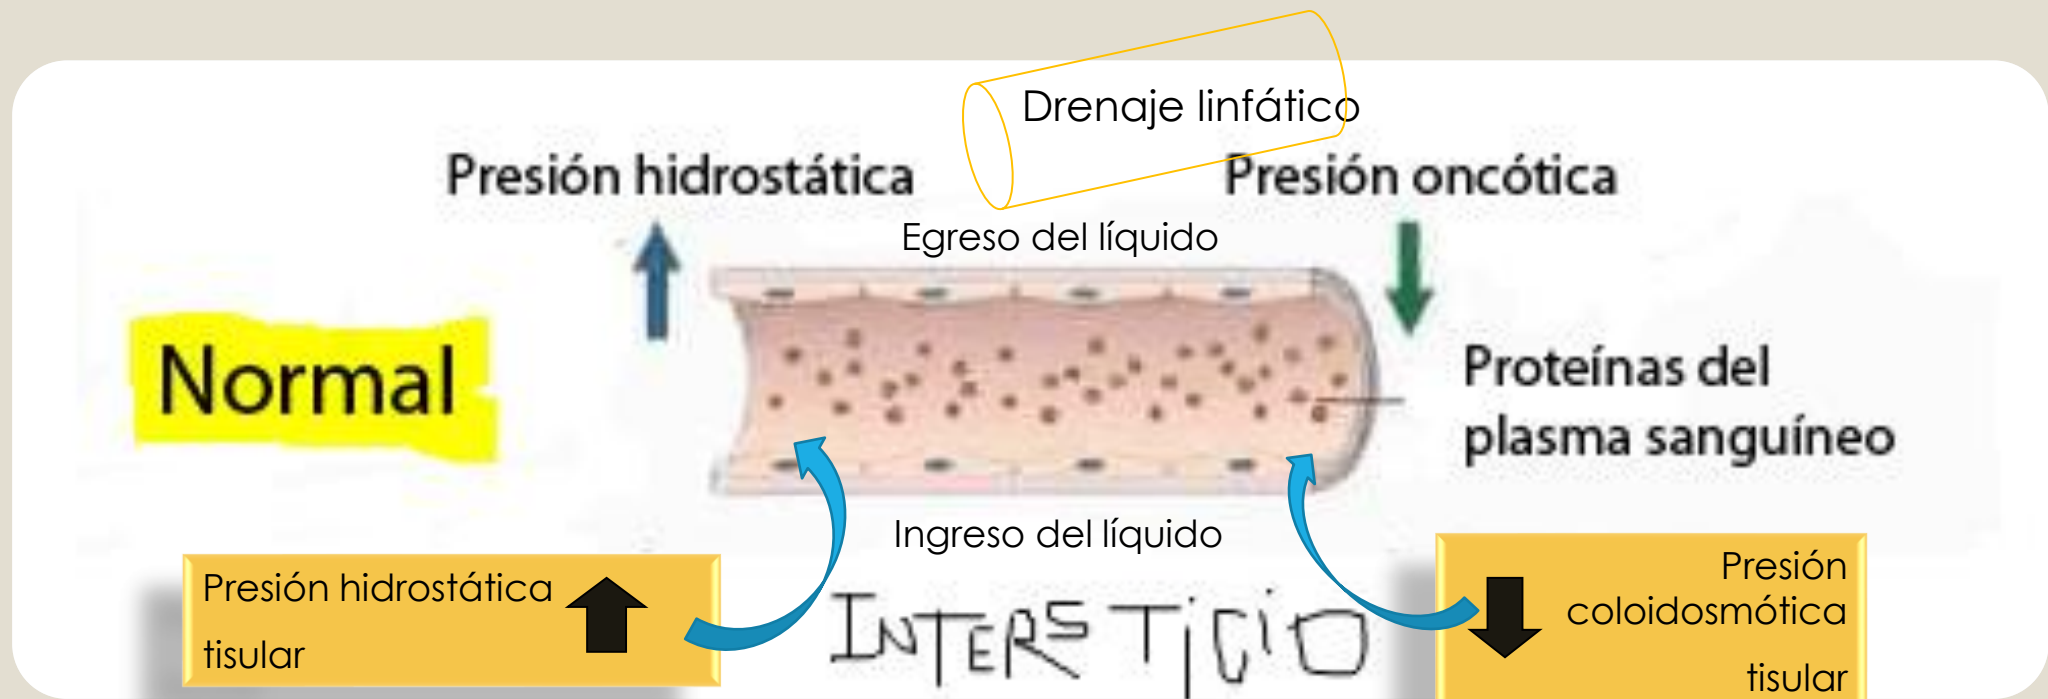 Drenaje linfático
Presión hidrostática
Presión oncótica
Egreso del líquido
Normal
Proteínas del
plasma sanguíneo
Ingreso del líquido
Presión hidrostática
tisular
INTERSTiCiO
Presión
coloidosmótica
tisular